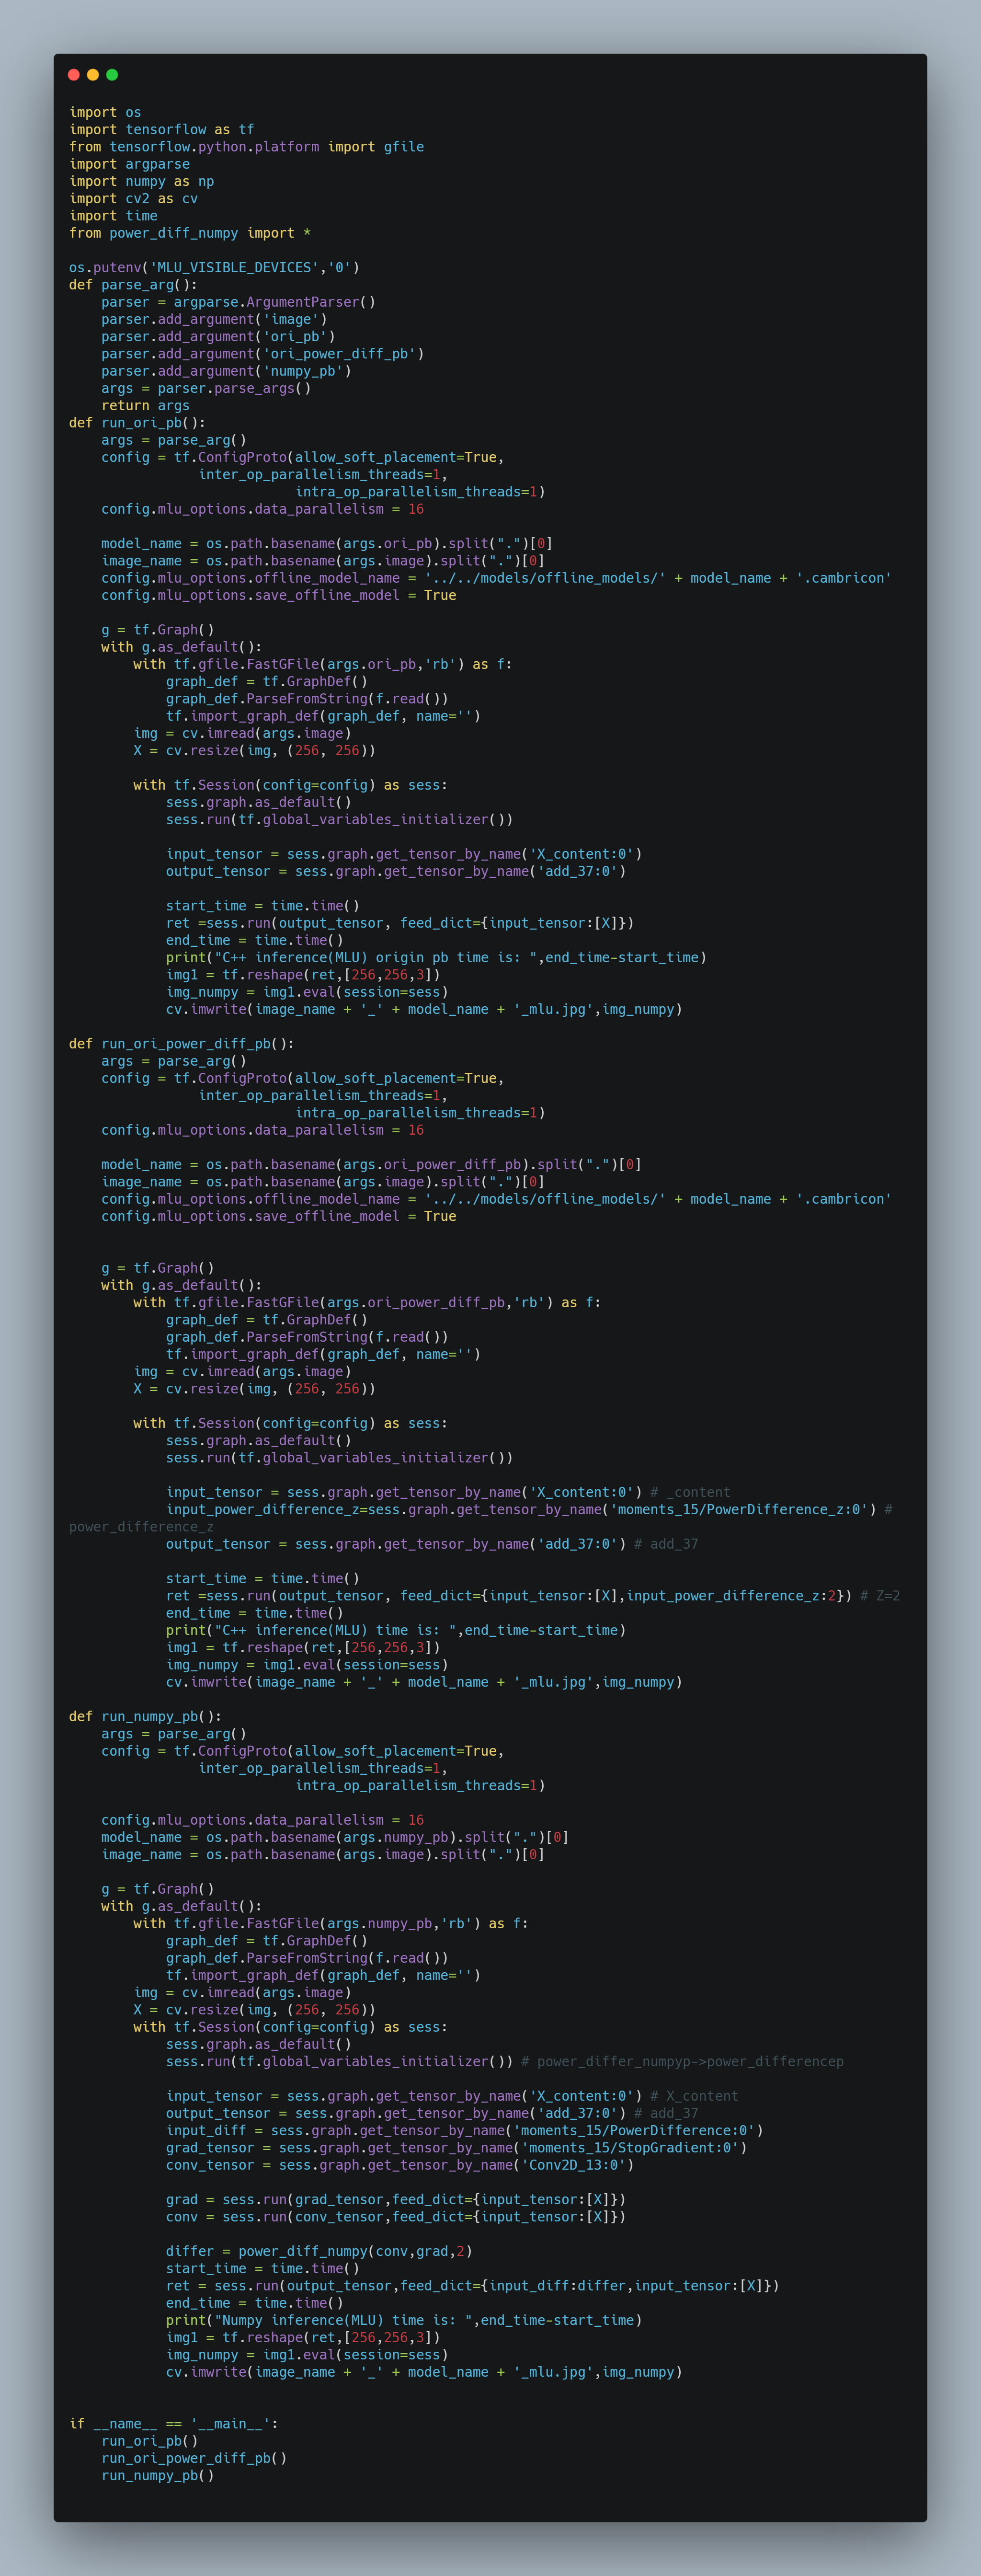 import os
import tensorflow as tf
from tensorflow.python.platform import gfile
import argparse
import numpy as np
import cv2 as cv
import time
from power_diff_numpy import *

os.putenv('MLU_VISIBLE_DEVICES','0')
def parse_arg():
    parser = argparse.ArgumentParser()
    parser.add_argument('image')
    parser.add_argument('ori_pb')
    parser.add_argument('ori_power_diff_pb')
    parser.add_argument('numpy_pb')
    args = parser.parse_args()
    return args
def run_ori_pb():
    args = parse_arg()
    config = tf.ConfigProto(allow_soft_placement=True,
                inter_op_parallelism_threads=1,
                            intra_op_parallelism_threads=1)
    config.mlu_options.data_parallelism = 16

    model_name = os.path.basename(args.ori_pb).split(".")[0]
    image_name = os.path.basename(args.image).split(".")[0]
    config.mlu_options.offline_model_name = '../../models/offline_models/' + model_name + '.cambricon'
    config.mlu_options.save_offline_model = True

    g = tf.Graph()
    with g.as_default():
        with tf.gfile.FastGFile(args.ori_pb,'rb') as f:
            graph_def = tf.GraphDef()
            graph_def.ParseFromString(f.read())
            tf.import_graph_def(graph_def, name='')
        img = cv.imread(args.image)
        X = cv.resize(img, (256, 256))

        with tf.Session(config=config) as sess:
            sess.graph.as_default()
            sess.run(tf.global_variables_initializer())

            input_tensor = sess.graph.get_tensor_by_name('X_content:0')
            output_tensor = sess.graph.get_tensor_by_name('add_37:0')

            start_time = time.time()
            ret =sess.run(output_tensor, feed_dict={input_tensor:[X]})
            end_time = time.time()
            print("C++ inference(MLU) origin pb time is: ",end_time-start_time)
            img1 = tf.reshape(ret,[256,256,3])
            img_numpy = img1.eval(session=sess)
            cv.imwrite(image_name + '_' + model_name + '_mlu.jpg',img_numpy)

def run_ori_power_diff_pb():
    args = parse_arg()
    config = tf.ConfigProto(allow_soft_placement=True,
                inter_op_parallelism_threads=1,
                            intra_op_parallelism_threads=1)
    config.mlu_options.data_parallelism = 16

    model_name = os.path.basename(args.ori_power_diff_pb).split(".")[0]
    image_name = os.path.basename(args.image).split(".")[0]
    config.mlu_options.offline_model_name = '../../models/offline_models/' + model_name + '.cambricon'
    config.mlu_options.save_offline_model = True


    g = tf.Graph()
    with g.as_default():
        with tf.gfile.FastGFile(args.ori_power_diff_pb,'rb') as f:
            graph_def = tf.GraphDef()
            graph_def.ParseFromString(f.read())
            tf.import_graph_def(graph_def, name='')
        img = cv.imread(args.image)
        X = cv.resize(img, (256, 256))

        with tf.Session(config=config) as sess:
            sess.graph.as_default()
            sess.run(tf.global_variables_initializer())

            input_tensor = sess.graph.get_tensor_by_name('X_content:0') # _content
            input_power_difference_z=sess.graph.get_tensor_by_name('moments_15/PowerDifference_z:0') #
power_difference_z
            output_tensor = sess.graph.get_tensor_by_name('add_37:0') # add_37

            start_time = time.time()
            ret =sess.run(output_tensor, feed_dict={input_tensor:[X],input_power_difference_z:2}) # Z=2
            end_time = time.time()
            print("C++ inference(MLU) time is: ",end_time-start_time)
            img1 = tf.reshape(ret,[256,256,3])
            img_numpy = img1.eval(session=sess)
            cv.imwrite(image_name + '_' + model_name + '_mlu.jpg',img_numpy)

def run_numpy_pb():
    args = parse_arg()
    config = tf.ConfigProto(allow_soft_placement=True,
                inter_op_parallelism_threads=1,
                            intra_op_parallelism_threads=1)

    config.mlu_options.data_parallelism = 16
    model_name = os.path.basename(args.numpy_pb).split(".")[0]
    image_name = os.path.basename(args.image).split(".")[0]

    g = tf.Graph()
    with g.as_default():
        with tf.gfile.FastGFile(args.numpy_pb,'rb') as f:
            graph_def = tf.GraphDef()
            graph_def.ParseFromString(f.read())
            tf.import_graph_def(graph_def, name='')
        img = cv.imread(args.image)
        X = cv.resize(img, (256, 256))
        with tf.Session(config=config) as sess:
            sess.graph.as_default()
            sess.run(tf.global_variables_initializer()) # power_differ_numpyp->power_differencep

            input_tensor = sess.graph.get_tensor_by_name('X_content:0') # X_content
            output_tensor = sess.graph.get_tensor_by_name('add_37:0') # add_37
            input_diff = sess.graph.get_tensor_by_name('moments_15/PowerDifference:0')
            grad_tensor = sess.graph.get_tensor_by_name('moments_15/StopGradient:0')
            conv_tensor = sess.graph.get_tensor_by_name('Conv2D_13:0')

            grad = sess.run(grad_tensor,feed_dict={input_tensor:[X]})
            conv = sess.run(conv_tensor,feed_dict={input_tensor:[X]})

            differ = power_diff_numpy(conv,grad,2)
            start_time = time.time()
            ret = sess.run(output_tensor,feed_dict={input_diff:differ,input_tensor:[X]})
            end_time = time.time()
            print("Numpy inference(MLU) time is: ",end_time-start_time)
            img1 = tf.reshape(ret,[256,256,3])
            img_numpy = img1.eval(session=sess)
            cv.imwrite(image_name + '_' + model_name + '_mlu.jpg',img_numpy)


if __name__ == '__main__':
    run_ori_pb()
    run_ori_power_diff_pb()
    run_numpy_pb()